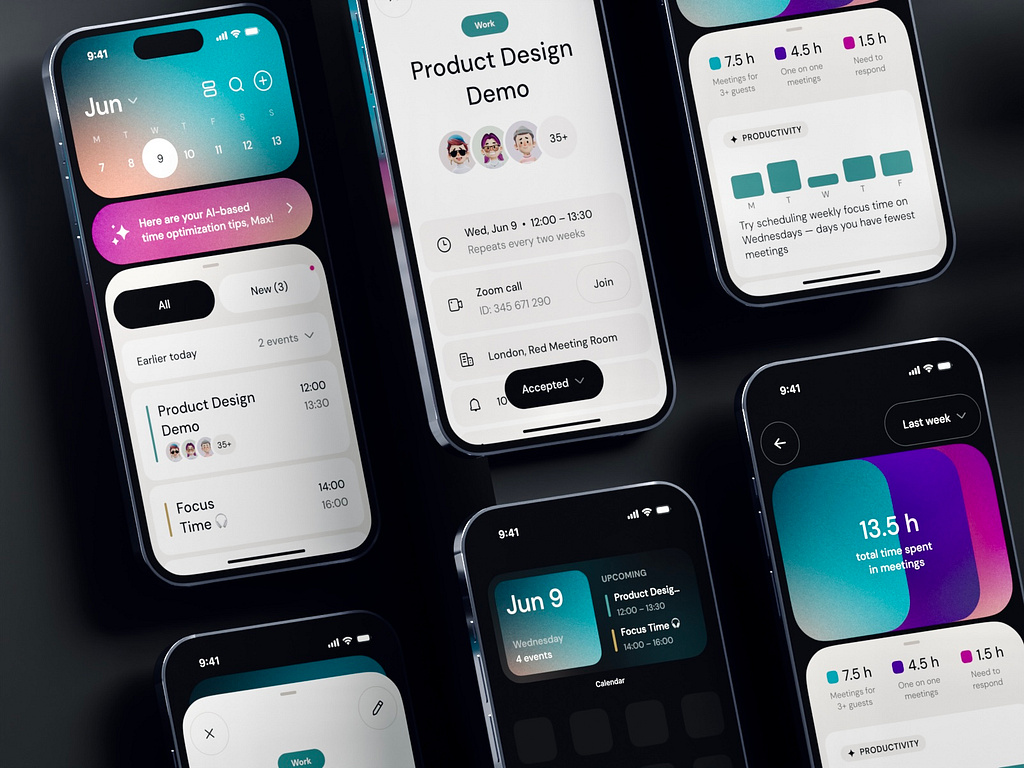 9:41
Jun
M T W T F S S
7 8 9 10 11 12 13
Here are your AI-based
time optimization tips, Max!
All
New (3)
Earlier today
2 events
Product Design
Demo
12:00
13:30
35+
Focus
Time
14:00
16:00
Work
Product Design
Demo
35+
Wed, Jun 9 • 12:00 – 13:30
Repeats every two weeks
Zoom call
ID: 345 671 290
Join
London, Red Meeting Room
10
Accepted
7.5 h
Meetings for
3+ guests
4.5 h
One on one
meetings
1.5 h
Need to
respond
PRODUCTIVITY
M T W T F
Try scheduling weekly focus time on
Wednesdays — days you have fewest
meetings
9:41
Work
9:41
Jun 9
Wednesday
4 events
UPCOMING
Product Desig...
12:00 – 13:30
Focus Time
14:00 – 16:00
Calendar
9:41
Last week
13.5 h
total time spent
in meetings
7.5 h
Meetings for
3+ guests
4.5 h
One on one
meetings
1.5 h
Need to
respond
PRODUCTIVITY